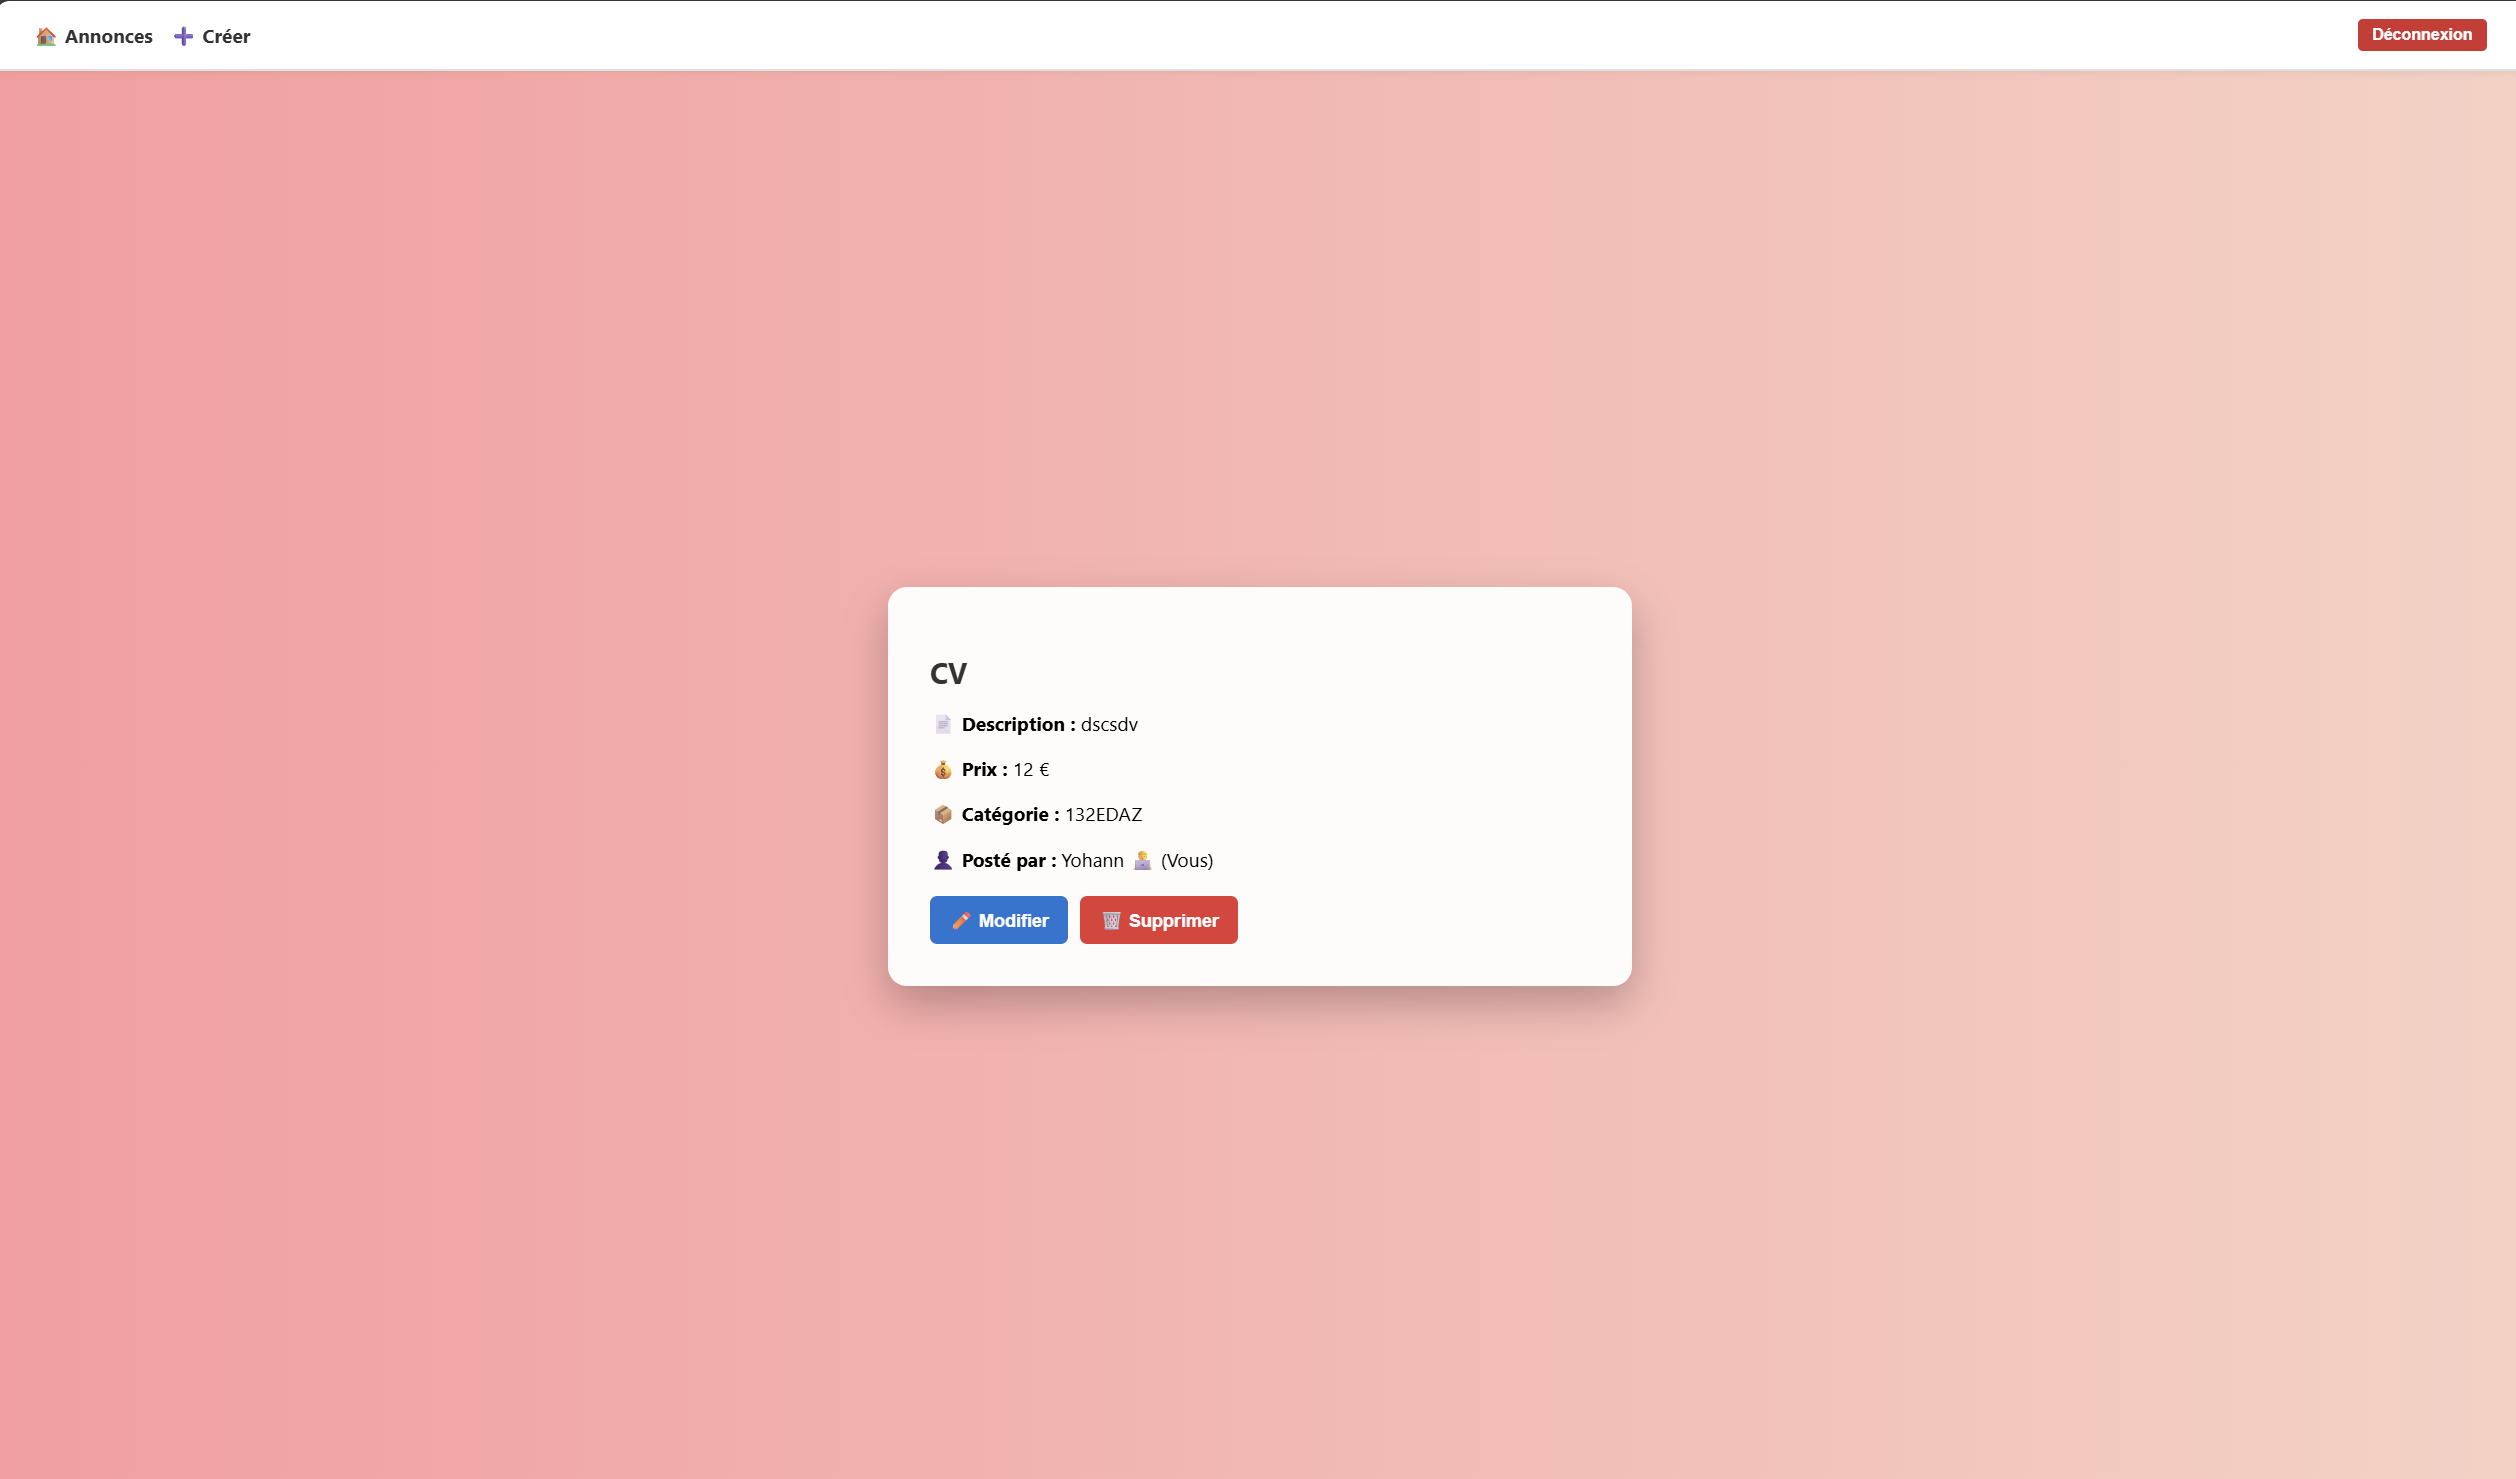 Annonces Créer Déconnexion
CV
Description : dscsdv
Prix : 12 €
Catégorie : 132EDAZ
Posté par : Yohann (Vous)
Modifier Supprimer